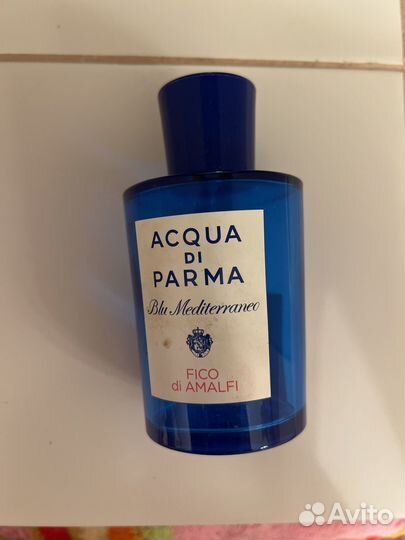 ACQUA
DI
PARMA
Blu Mediterraneo
FICO
di AMALFI
Avito